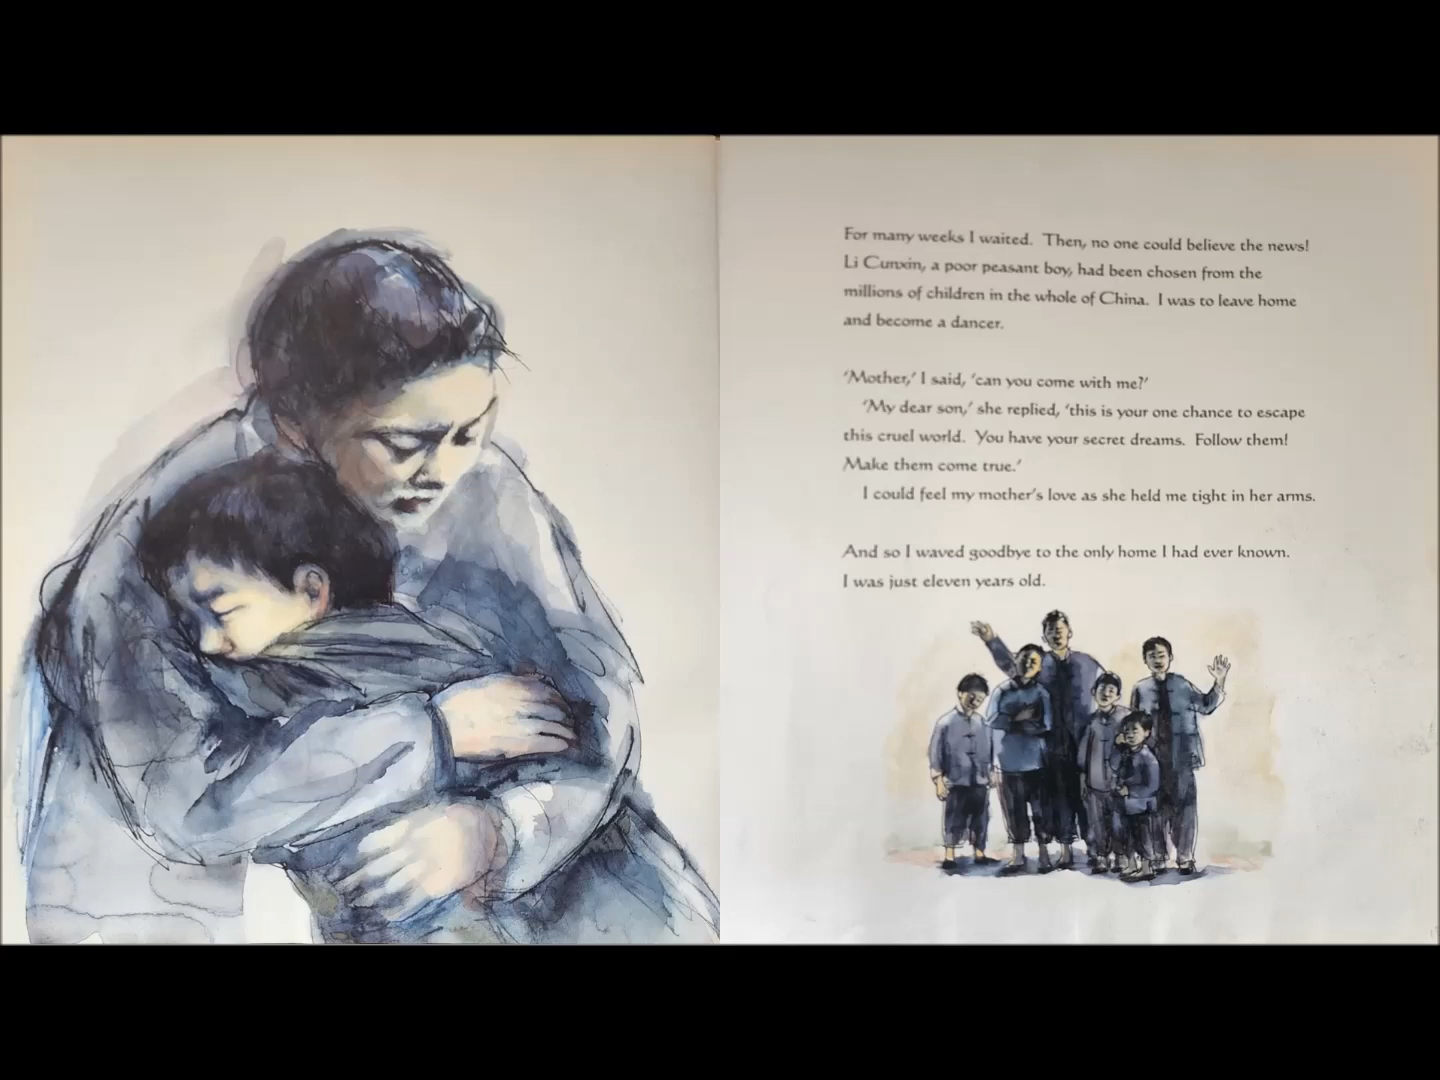 For many weeks I waited. Then, no one could believe the news!
Li Cunxin, a poor peasant boy, had been chosen from the
millions of children in the whole of China. I was to leave home
and become a dancer.
‘Mother,’ I said, ‘can you come with me?’
‘My dear son,’ she replied, ‘this is your one chance to escape
this cruel world. You have your secret dreams. Follow them!
Make them come true.’
I could feel my mother’s love as she held me tight in her arms.
And so I waved goodbye to the only home I had ever known.
I was just eleven years old.